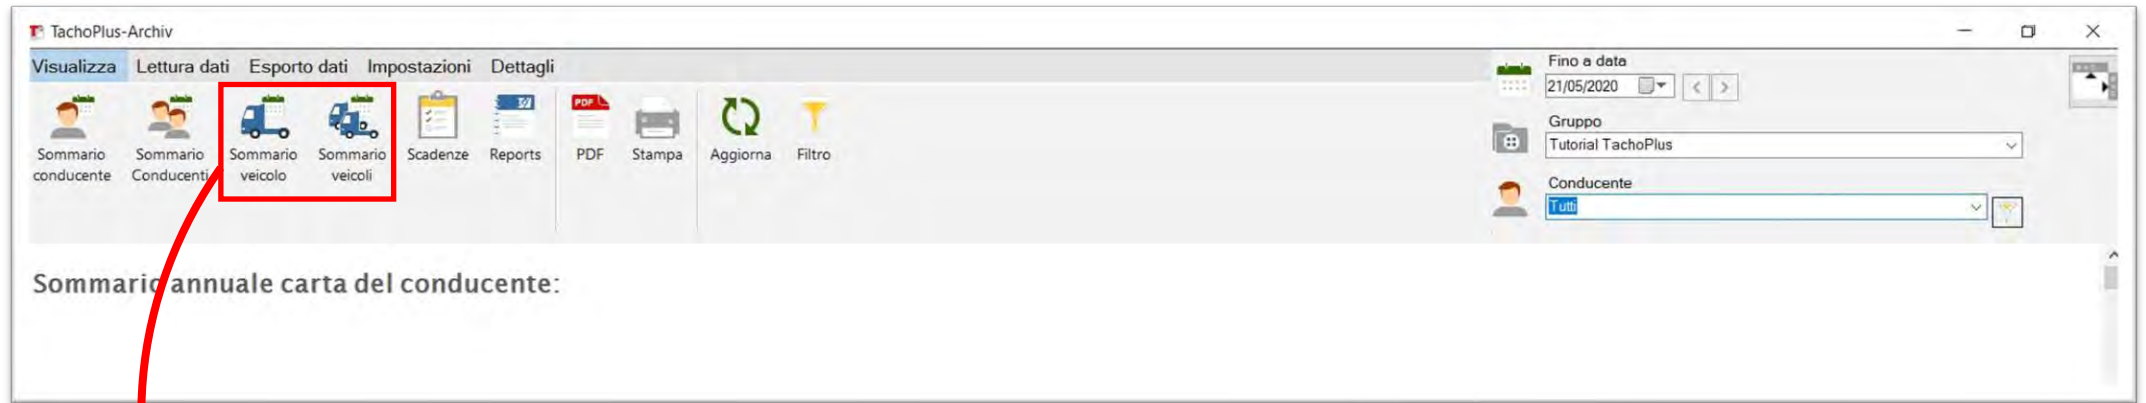 TachoPlus-Archiv
Visualizza Lettura dati Esporto dati Impostazioni Dettagli
Sommario conducente
Sommario Conducenti
Sommario veicolo
Sommario veicoli
Scadenze
Reports
PDF
PDF
Stampa
Aggiorna
Filtro
Fino a data
21/05/2020
Gruppo
Tutorial TachoPlus
Conducente
Tutti
Sommario annuale carta del conducente: